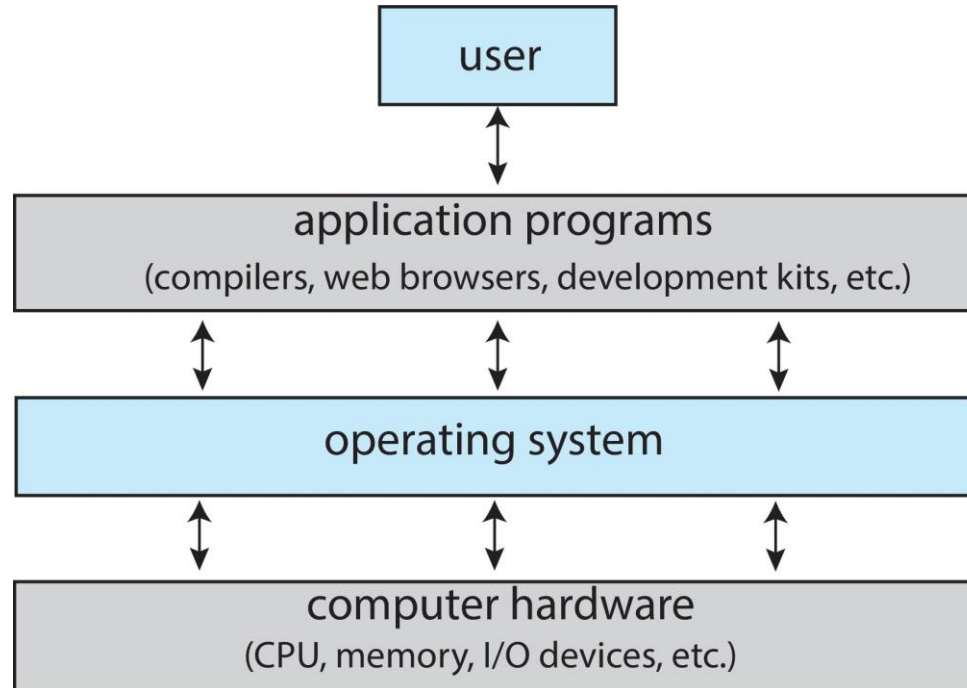 user
application programs
(compilers, web browsers, development kits, etc.)
operating system
computer hardware
(CPU, memory, I/O devices, etc.)